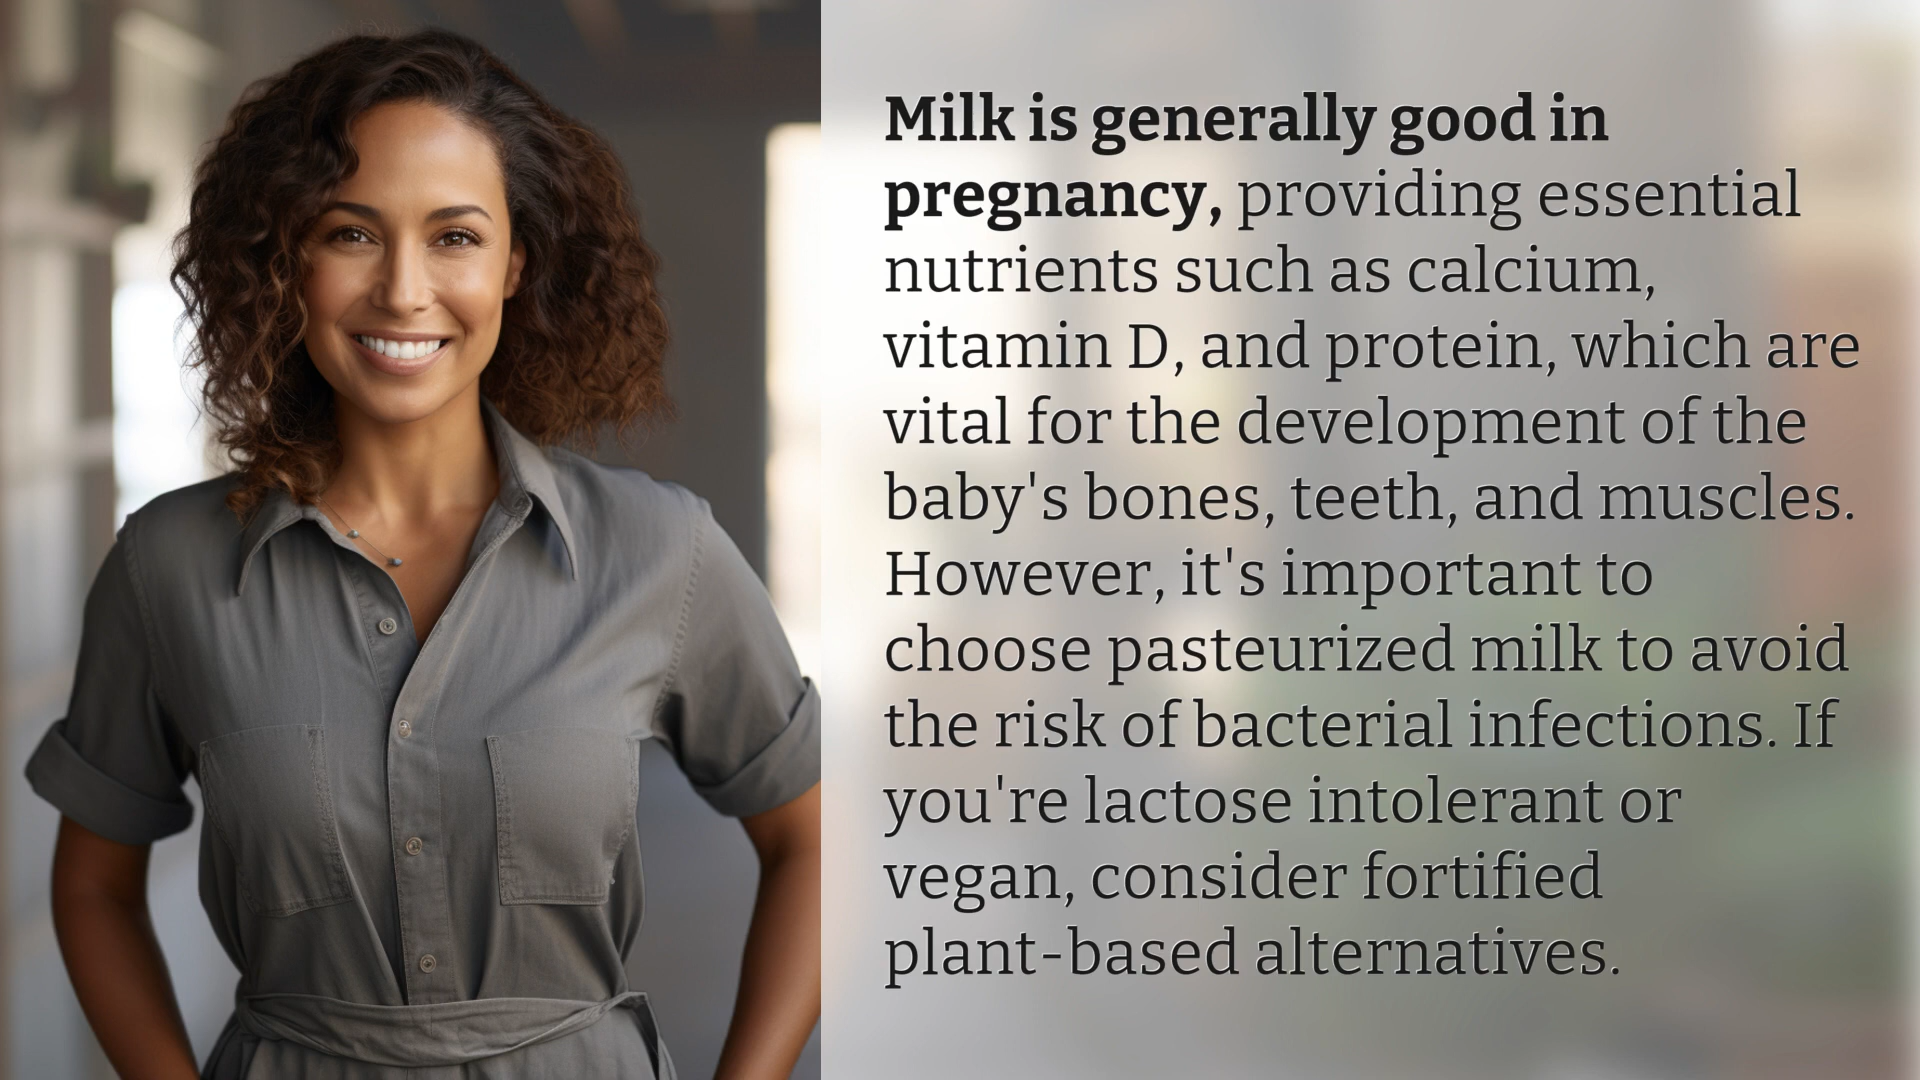 Milk is generally good in
pregnancy, providing essential
nutrients such as calcium,
vitamin D, and protein, which are
vital for the development of the
baby's bones, teeth, and muscles.
However, it's important to
choose pasteurized milk to avoid
the risk of bacterial infections. If
you're lactose intolerant or
vegan, consider fortified
plant-based alternatives.